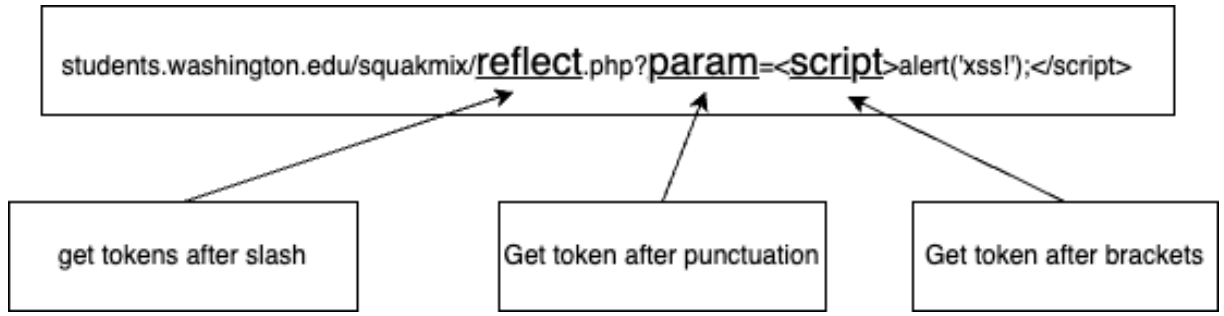 students.washington.edu/squakmix/reflect.php?param=<script>alert('xss!');</script>
get tokens after slash
Get token after punctuation
Get token after brackets